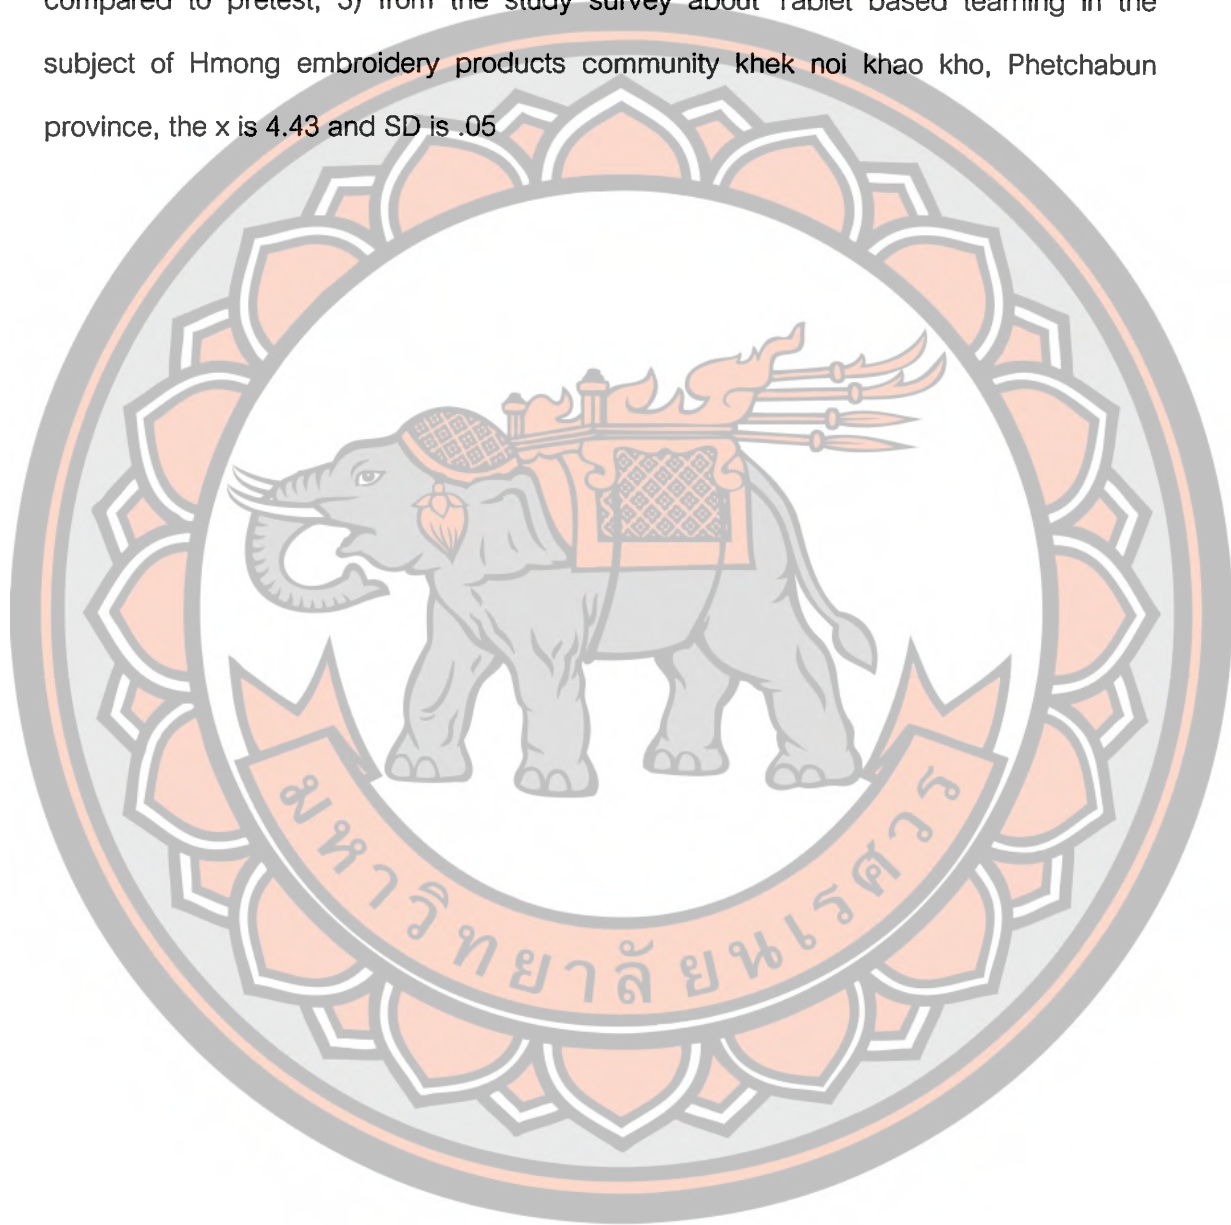 compared to pretest, 3) from the study survey about Tablet based learning in the
subject of Hmong embroidery products community khek noi khao kho, Phetchabun
province, the x is 4.43 and SD is .05
มหาวิทยาลัยนเรศวร